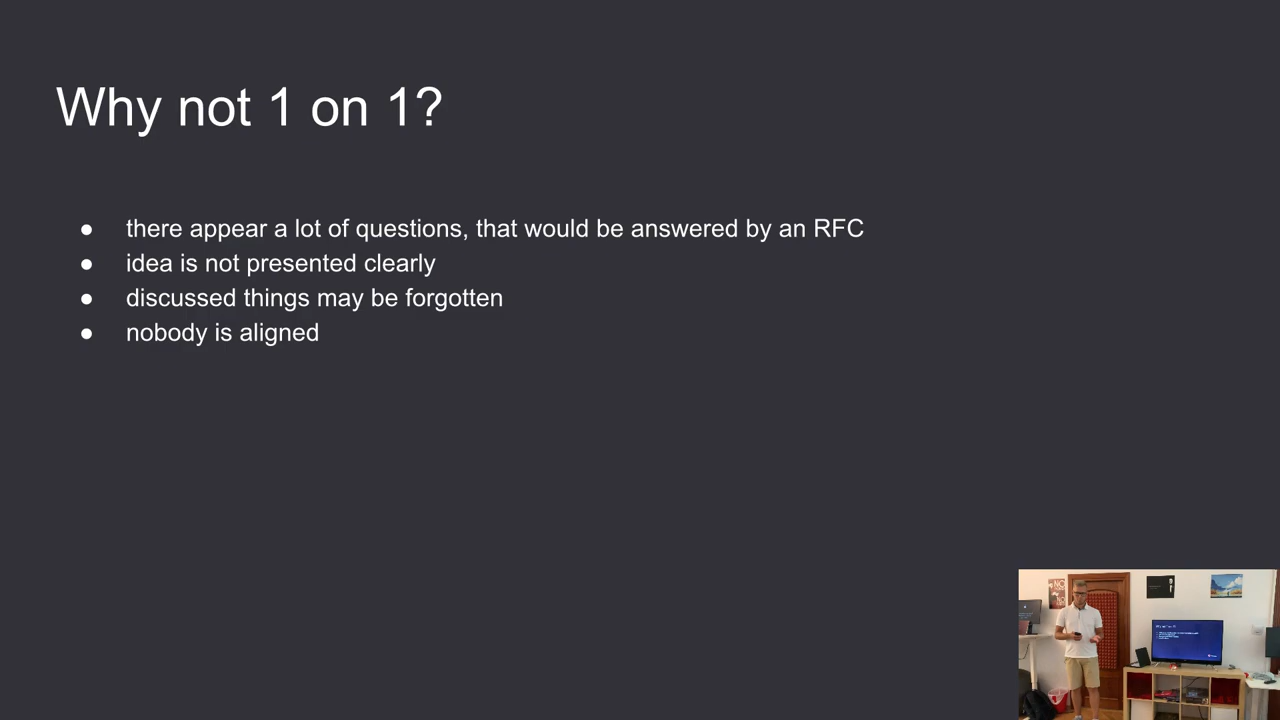 Why not 1 on 1?
● there appear a lot of questions, that would be answered by an RFC
● idea is not presented clearly
● discussed things may be forgotten
● nobody is aligned